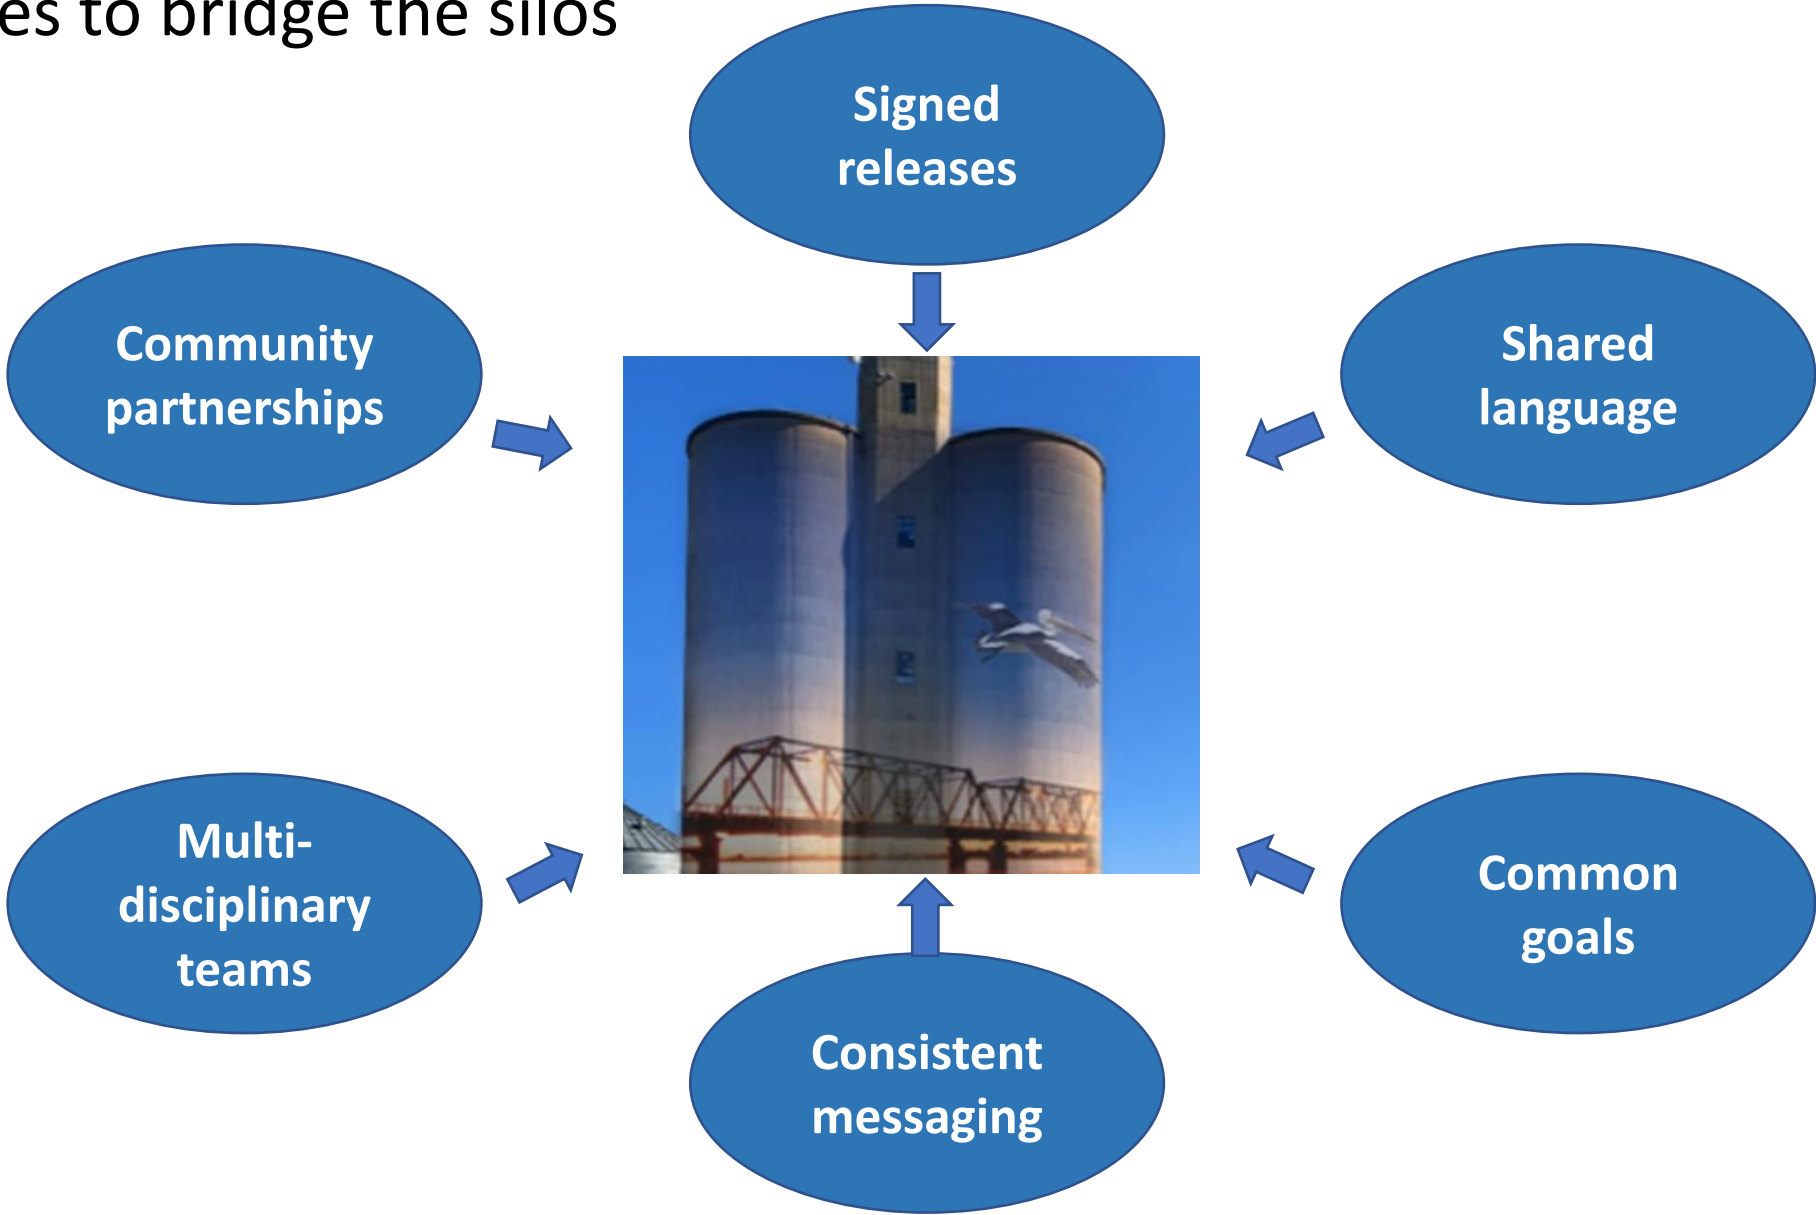 es to bridge the silos
Signed
releases
Community
partnerships
Shared
language
Multi-
disciplinary
teams
Common
goals
Consistent
messaging